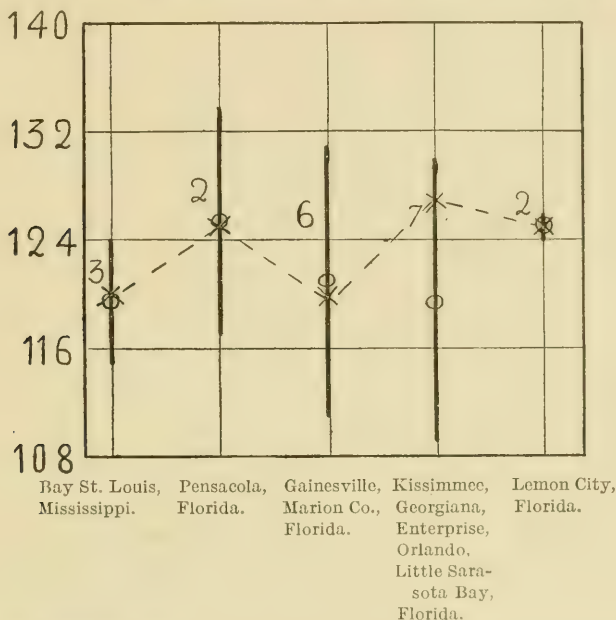 140
132
124
116
108
3
2
6
7
2
Bay St. Louis,
Mississippi.
Pensacola,
Florida.
Gainesville,
Marion Co.,
Florida.
Kissimmee,
Georgiana,
Enterprise,
Orlando,
Little Sara-
sota Bay,
Florida.
Lemon City,
Florida.